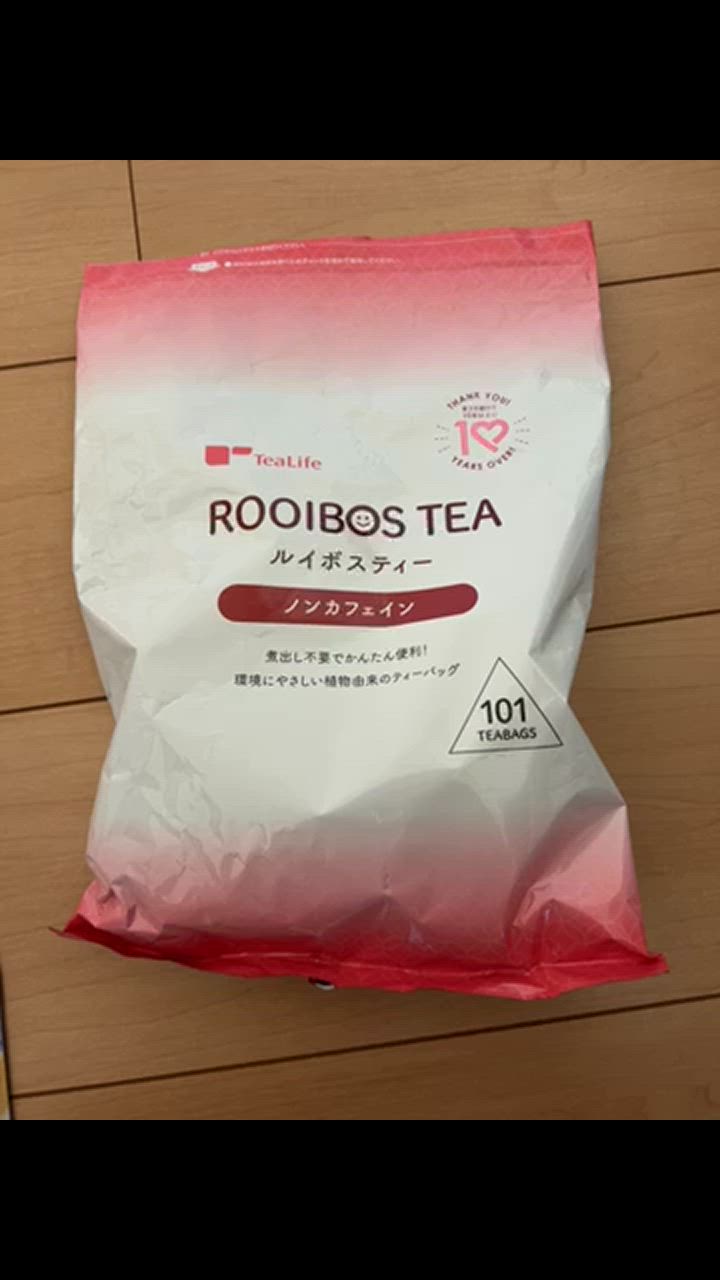 THANK YOU!
10
YEARS OVER!!
TeaLife
ROOIBOS TEA
ルイボスティー
ノンカフェイン
煮出し不要でかんたん便利!
環境にやさしい植物由来のティーバッグ
101
TEABAGS